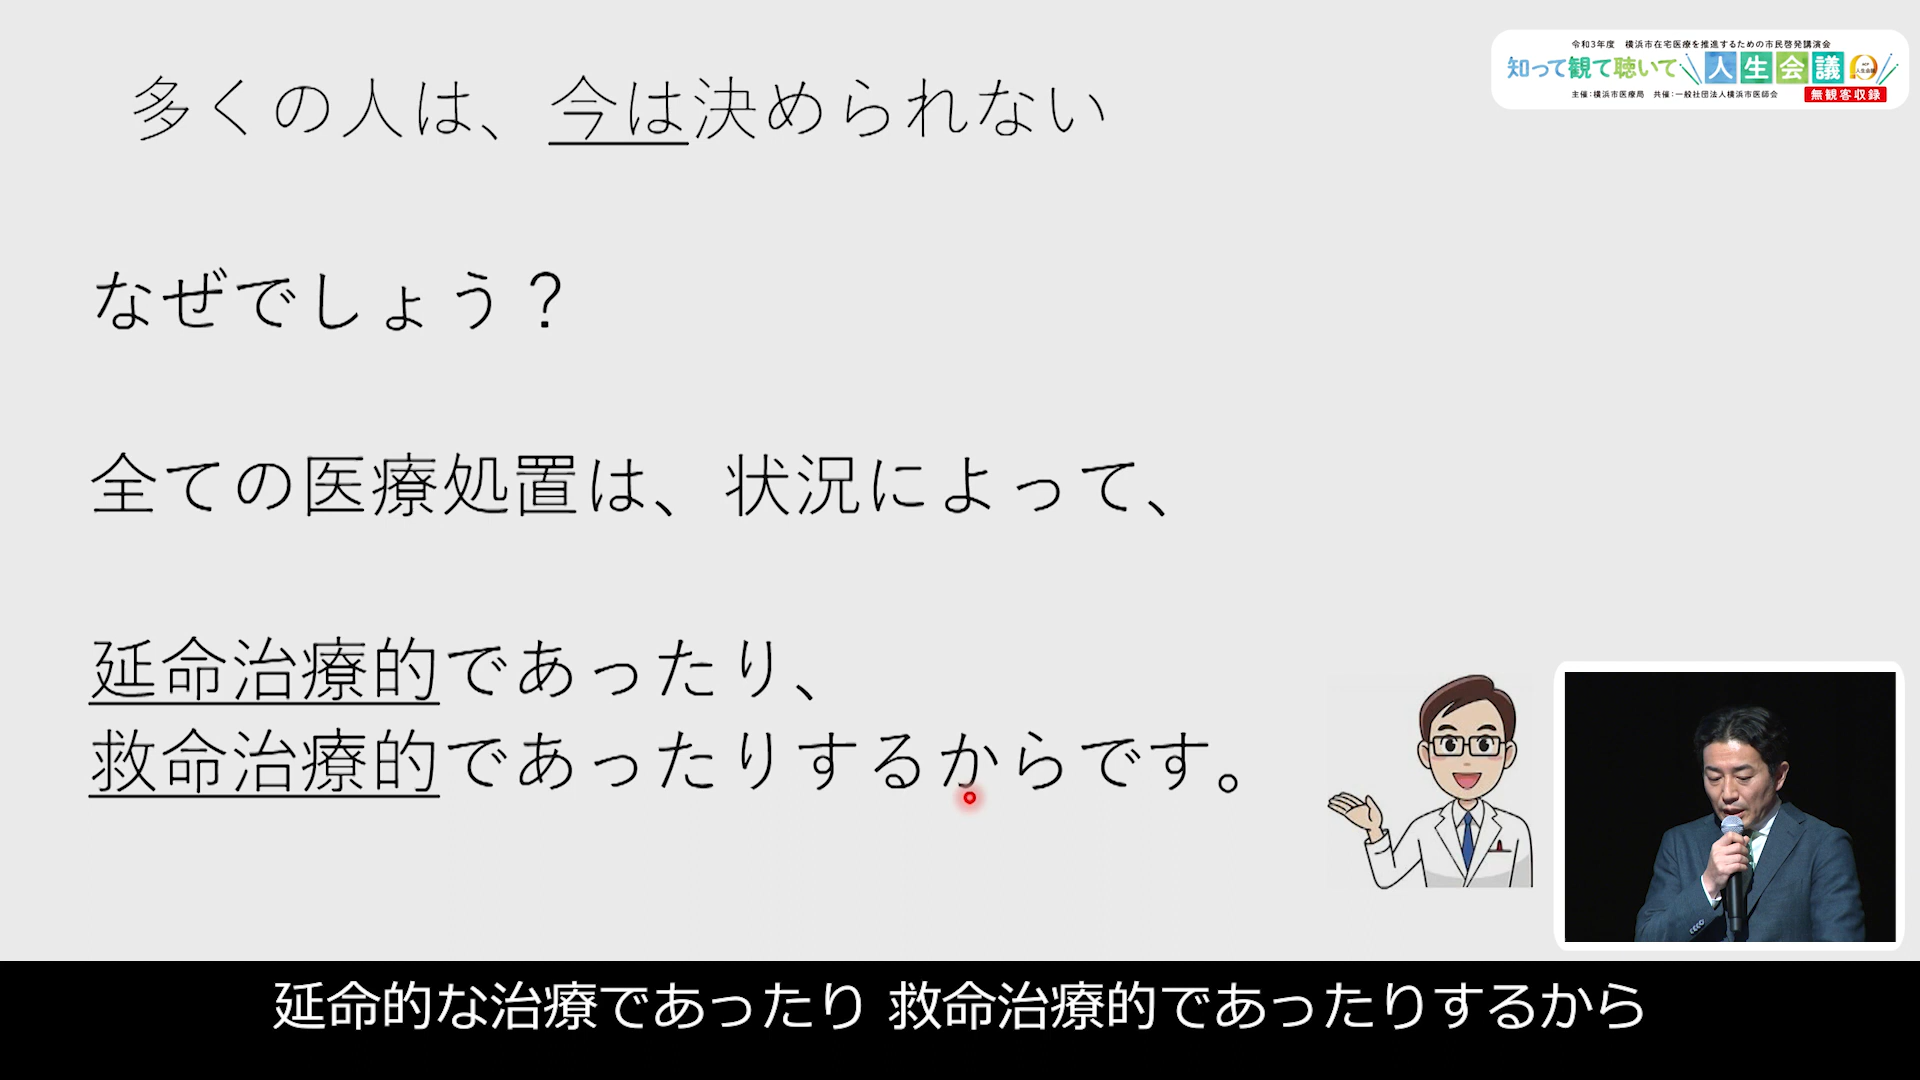 多くの人は、今は決められない
令和3年度　横浜市在宅医療を推進するための市民啓発講演会
知って観て聴いて人生会議
主催：横浜市医療局　共催：一般社団法人横浜市医師会
無観客収録
なぜでしょう？
全ての医療処置は、状況によって、
延命治療的であったり、
救命治療的であったりするからです。
延命的な治療であったり 救命治療的であったりするから